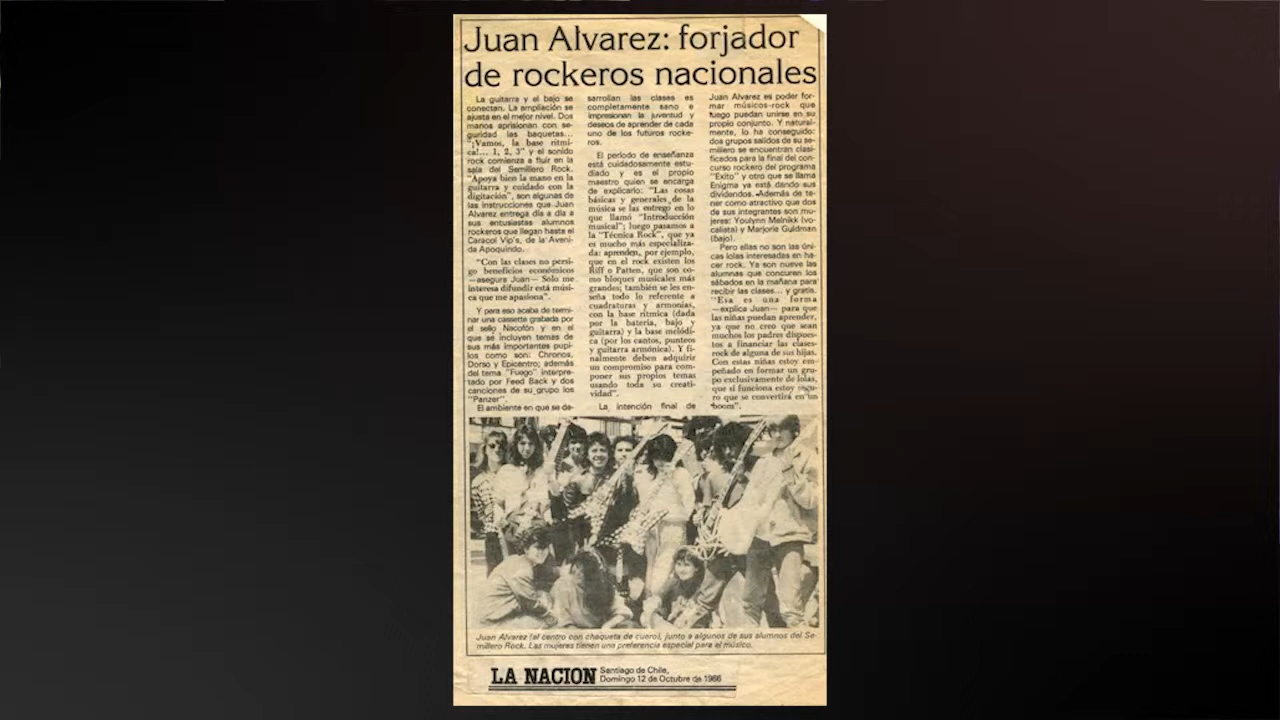 Juan Alvarez: forjador
de rockeros nacionales
La guitarra y el bajo se
conectan. La ampliación se
ajusta en el mejor nivel. Dos
manos aprisionan con se-
guridad las baquetas...
"¡Vamos, la base rítmi-
ca!... 1, 2, 3" y el sonido
rock comienza a fluir en la
sala del Semillero Rock.
"Apoya bien la mano en la
guitarra y cuidado con la
digitación", son algunas de
las instrucciones que Juan
Alvarez entrega día a día a
sus entusiastas alumnos
rockeros que llegan hasta el
Caracol Vip's, de la Aveni-
da Apoquindo.
"Con las clases no persi-
go beneficios económicos
—asegura Juan— Sólo me
interesa difundir está músi-
ca que me apasiona".
Y para eso acaba de termi-
nar una cassette grabada por
el sello Nacofón y en el
que se incluyen temas de
sus más importantes pupi-
los como son: Chronos,
Dorso y Epicentro; además
del tema "Fuego" interpre-
tado por Feed Back y dos
canciones de su grupo los
"Panzer".
El ambiente en que se de-
sarrollan las clases es
completamente sano e
impresionan la juventud y
deseos de aprender de cada
uno de los futuros rocke-
ros.
El período de enseñanza
está cuidadosamente estu-
diado y es el propio
maestro quien se encarga
de explicarlo: "Las cosas
básicas y generales de la
música se las entrego en lo
que llamó "Introducción
musical"; luego pasamos a
la "Técnica Rock", que ya
es mucho más especializa-
da: aprenden, por ejemplo,
que en el rock existen los
Riff o Patten, que son co-
mo bloques musicales más
grandes; también se les en-
seña todo lo referente a
cuadraturas y armonías,
con la base rítmica (dada
por la batería, bajo y
guitarra) y la base melódi-
ca (por los cantos, punteos
y guitarra armónica). Y fi-
nalmente deben adquirir
un compromiso para com-
poner sus propios temas
usando toda su creati-
vidad".
La intención final de
Juan Alvarez es poder for-
mar músicos-rock que
luego puedan unirse en su
propio conjunto. Y natural-
mente, lo ha conseguido:
dos grupos salidos de su se-
millero se encuentran clasi-
ficados para la final del con-
curso rockero del programa
"Exito" y otro que se llama
Enigma ya está dando sus
dividendos. Además de te-
ner como atractivo que dos
de sus integrantes son mu-
jeres: Youlynn Malnikk (vo-
calista) y Marjorie Guldman
(bajo).
Pero ellas no son las úni-
cas lolas interesadas en ha-
cer rock. Ya son nueve las
alumnas que concuren los
sábados en la mañana para
recibir las clases... y gratis.
"Esa es una forma
—explica Juan— para que
las niñas puedan aprender,
ya que no creo que sean
muchos los padres dispues-
tos a financiar las clases-
rock de alguna de sus hijas.
Con estas niñas estoy em-
peñado en formar un gru-
po exclusivamente de lolas,
que si funciona estoy segu-
ro que se convertirá en un
boom".
Juan Alvarez (al centro con chaqueta de cuero), junto a algunos de sus alumnos del Se-
millero Rock. Las mujeres tienen una preferencia especial para el músico.
LA NACION Santiago de Chile,
Domingo 12 de Octubre de 1986